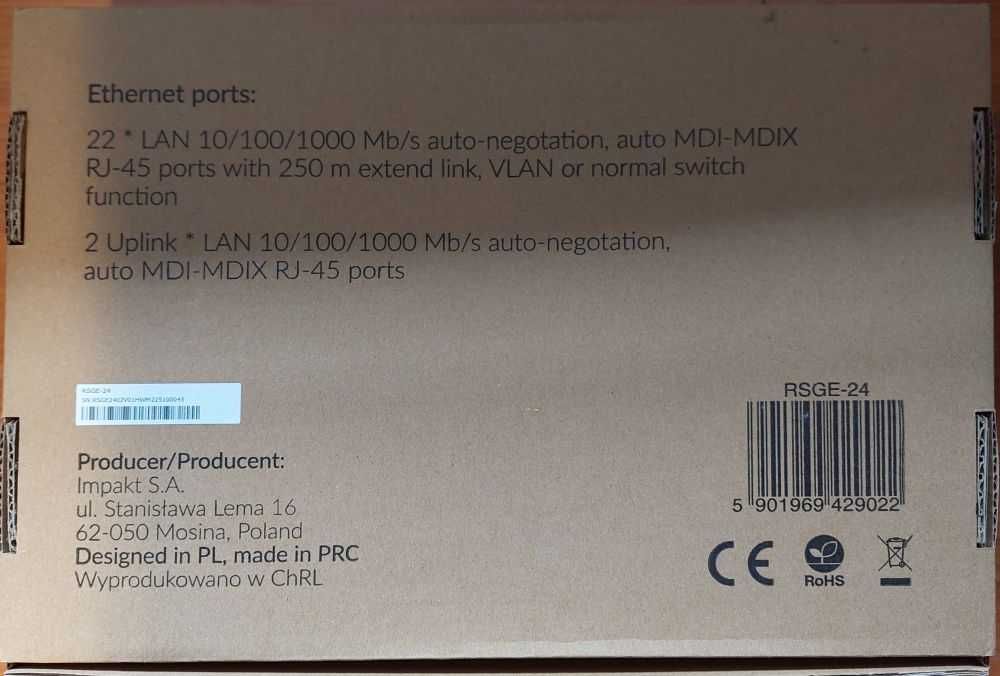 Ethernet ports:
22 * LAN 10/100/1000 Mb/s auto-negotation, auto MDI-MDIX
RJ-45 ports with 250 m extend link, VLAN or normal switch
function
2 Uplink * LAN 10/100/1000 Mb/s auto-negotation,
auto MDI-MDIX RJ-45 ports
RSGE-24
Producer/Producent:
Impakt S.A.
ul. Stanisława Lema 16
62-050 Mosina, Poland
Designed in PL, made in PRC
Wyprodukowano w ChRL
RSGE-24
5 901969 429022
CE
RoHS